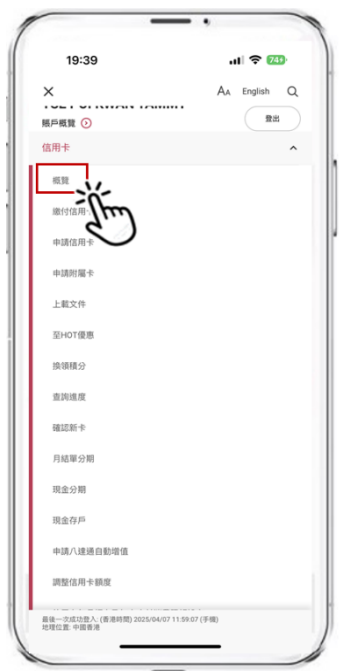 19:39
74
AA English
賬戶概覽
登出
信用卡
概覽
繳付信用
申請信用卡
申請附屬卡
上載文件
至HOT優惠
換領積分
查詢進度
確認新卡
月結單分期
現金分期
現金存戶
申請八達通自動增值
調整信用卡額度
最後一次成功登入: (香港時間) 2025/04/07 11:59:07 (手機)
地理位置: 中國香港